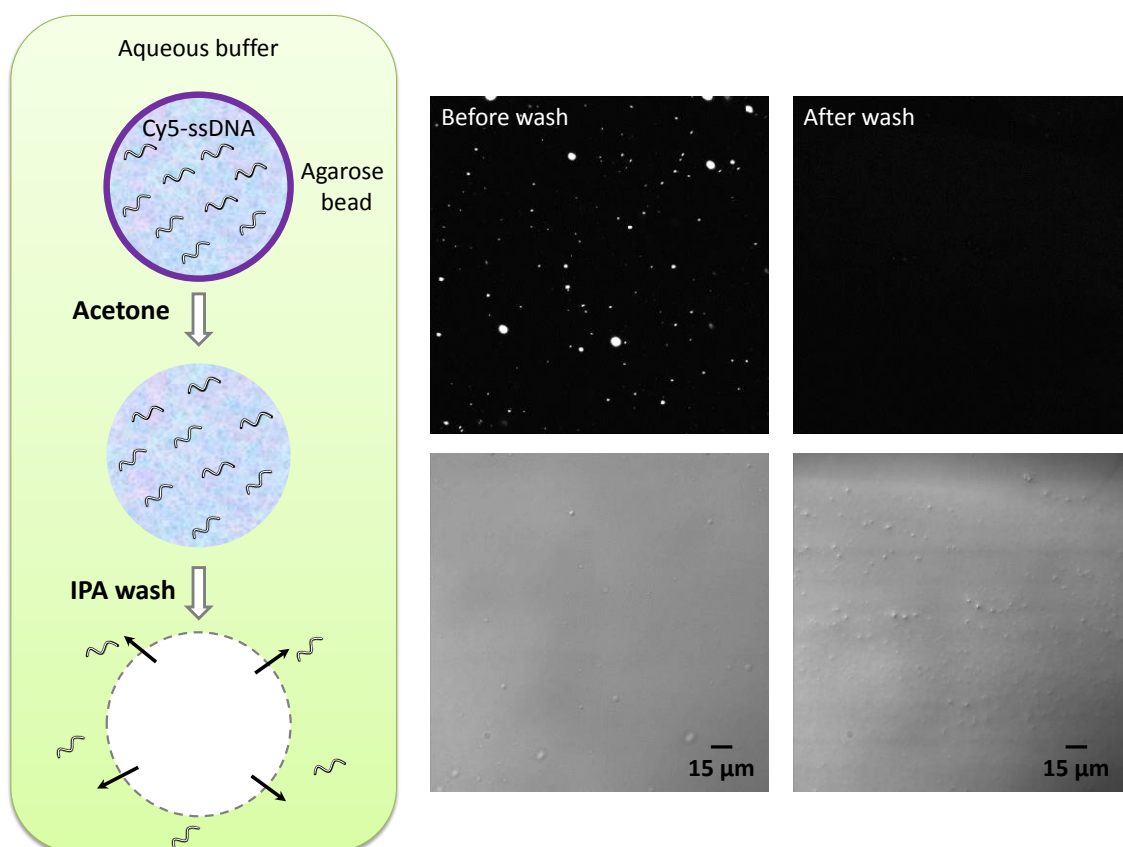 Aqueous buffer
Cy5-ssDNA
Agarose
bead
Acetone
IPA wash
Before wash
After wash
15 µm
15 µm